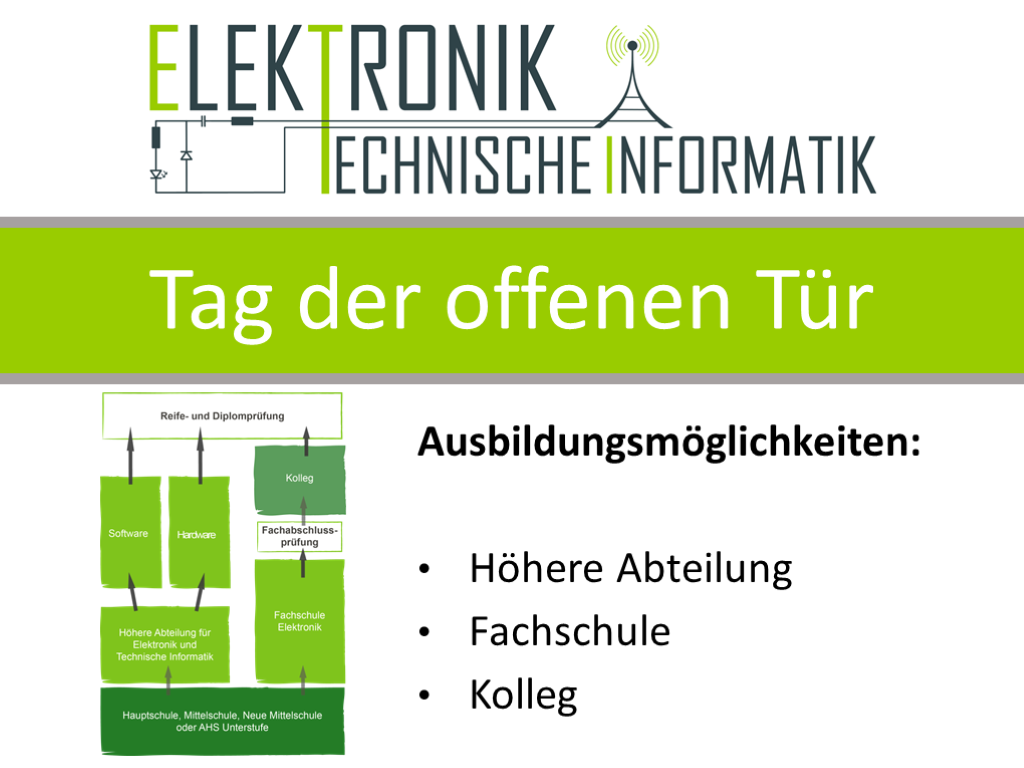 ELEKTRONIK
TECHNISCHE INFORMATIK
Tag der offenen Tür
Reife- und Diplomprüfung
Kolleg
Software
Hardware
Fachabschluss-
prüfung
Fachschule
Elektronik
Höhere Abteilung für
Elektronik und
Technische Informatik
Hauptschule, Mittelschule, Neue Mittelschule
oder AHS Unterstufe
Ausbildungsmöglichkeiten:
• Höhere Abteilung
• Fachschule
• Kolleg